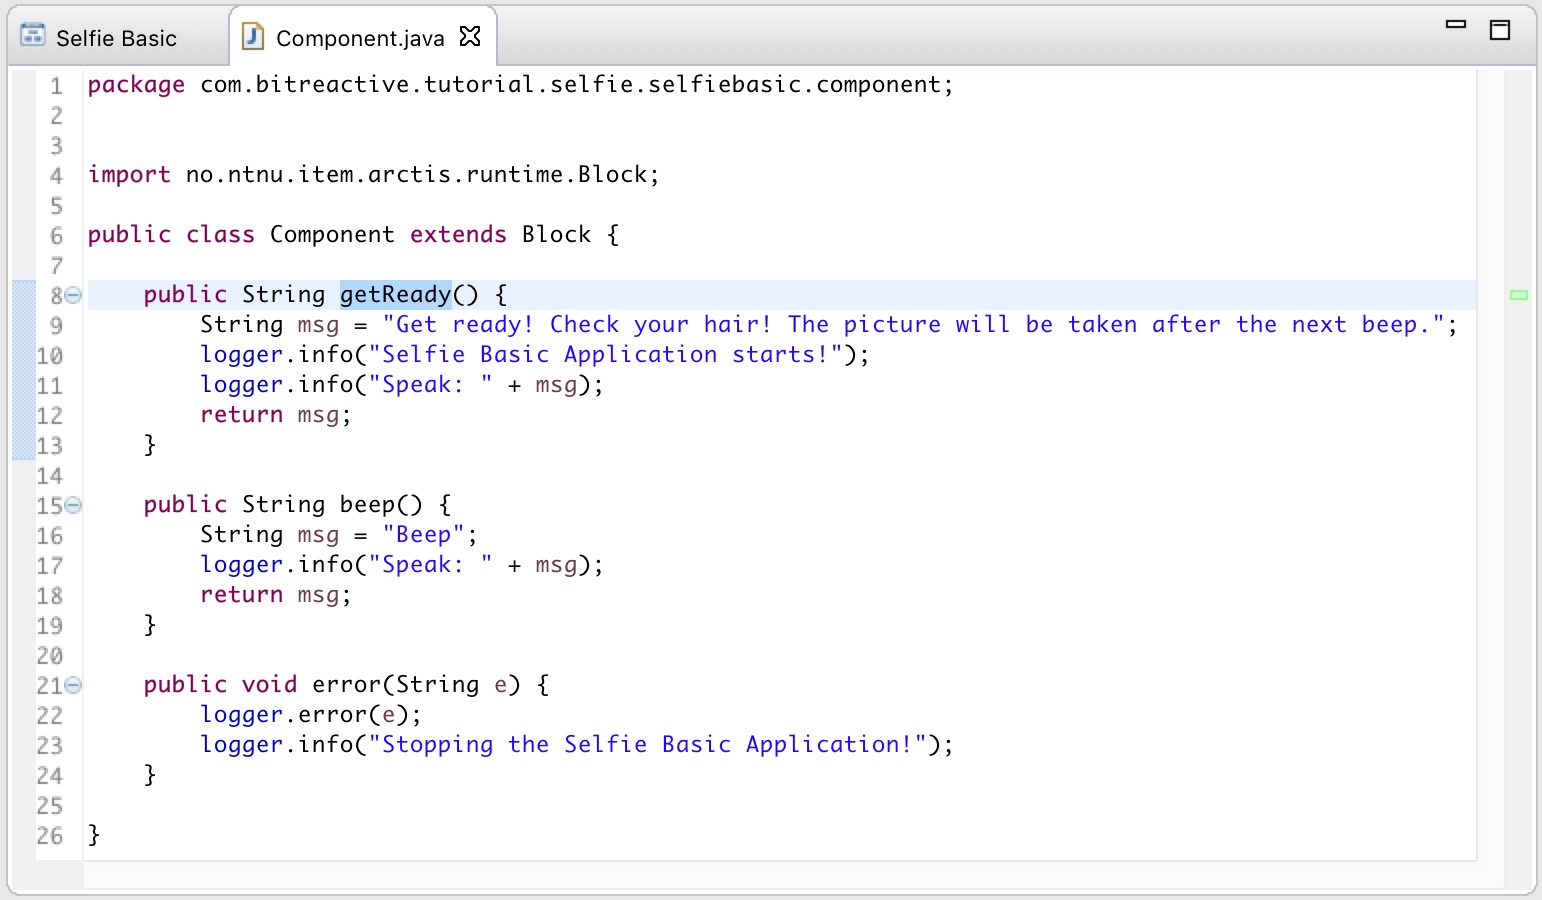 Selfie Basic
Component.java
1 package com.bitreactive.tutorial.selfie.selfiebasic.component;
2
3
4 import no.ntnu.item.arctis.runtime.Block;
5
6 public class Component extends Block {
7
8     public String getReady() {
9         String msg = "Get ready! Check your hair! The picture will be taken after the next beep.";
10         logger.info("Selfie Basic Application starts!");
11         logger.info("Speak: " + msg);
12         return msg;
13     }
14
15     public String beep() {
16         String msg = "Beep";
17         logger.info("Speak: " + msg);
18         return msg;
19     }
20
21     public void error(String e) {
22         logger.error(e);
23         logger.info("Stopping the Selfie Basic Application!");
24     }
25
26 }